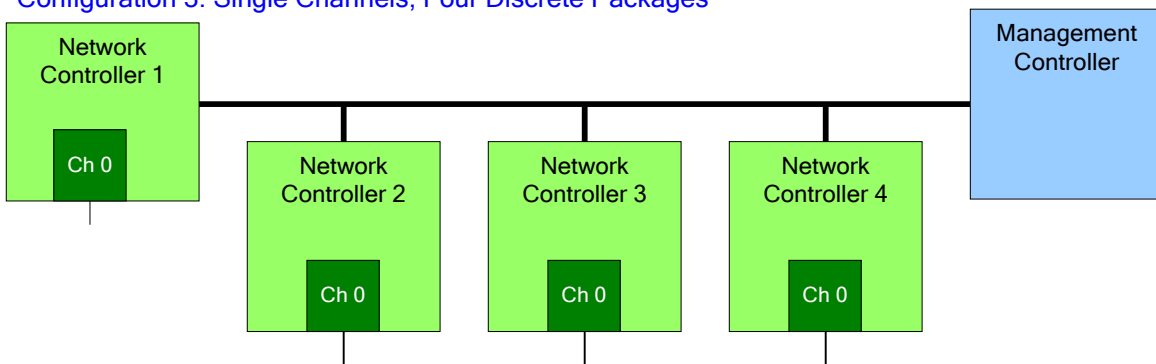 Configuration 3: Single Channels, Four Discrete Packages
Network
Controller 1
Ch 0
Management
Controller
Network
Controller 2
Ch 0
Network
Controller 3
Ch 0
Network
Controller 4
Ch 0